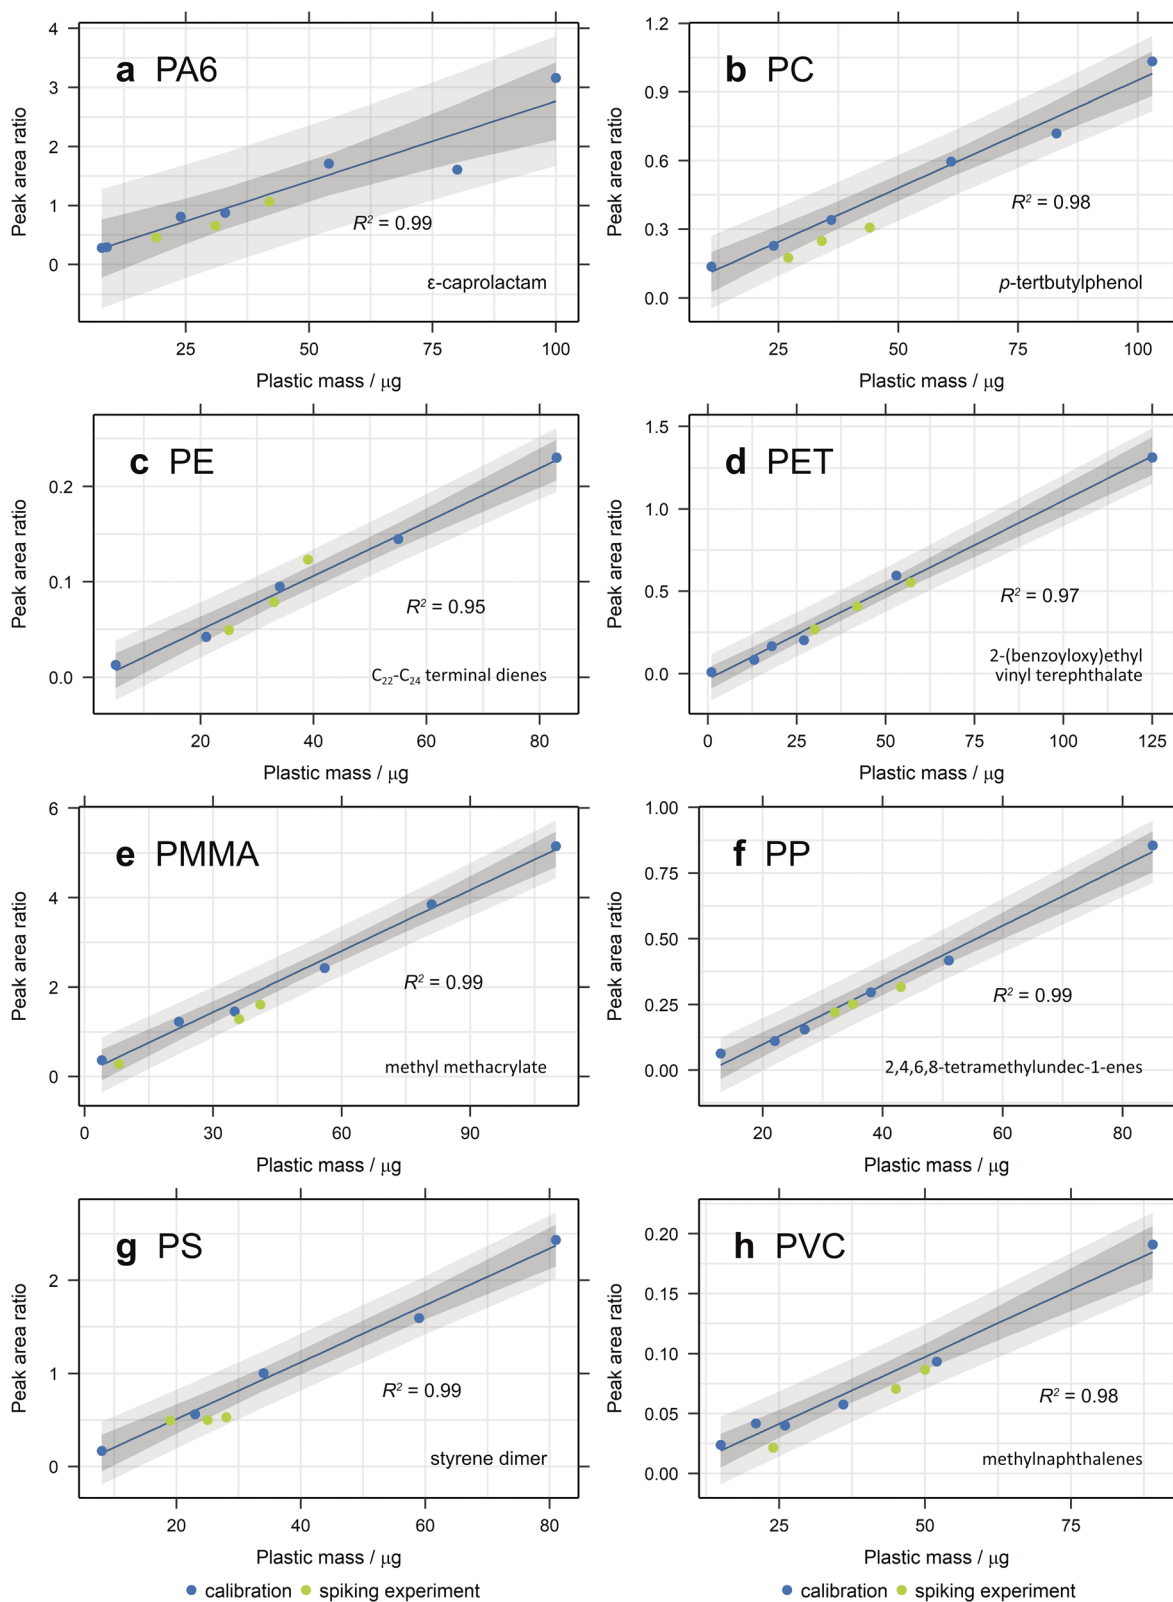 a PA6
Peak area ratio
4
3
2
1
0
R² = 0.99
ε-caprolactam
25
50
75
100
Plastic mass / μg
b PC
Peak area ratio
1.2
0.9
0.6
0.3
0.0
R² = 0.98
p-tertbutylphenol
25
50
75
100
Plastic mass / μg
c PE
Peak area ratio
0.2
0.1
0.0
R² = 0.95
C₂₂-C₂₄ terminal dienes
20
40
60
80
Plastic mass / μg
d PET
Peak area ratio
1.5
1.0
0.5
0.0
R² = 0.97
2-(benzoyloxy)ethyl
vinyl terephthalate
0
25
50
75
100
125
Plastic mass / μg
e PMMA
Peak area ratio
6
4
2
0
R² = 0.99
methyl methacrylate
0
30
60
90
Plastic mass / μg
f PP
Peak area ratio
1.00
0.75
0.50
0.25
0.00
R² = 0.99
2,4,6,8-tetramethylundec-1-enes
20
40
60
80
Plastic mass / μg
g PS
Peak area ratio
2
1
0
R² = 0.99
styrene dimer
20
40
60
80
Plastic mass / μg
h PVC
Peak area ratio
0.20
0.15
0.10
0.05
0.00
R² = 0.98
methylnaphthalenes
25
50
75
Plastic mass / μg
calibration spiking experiment
calibration spiking experiment